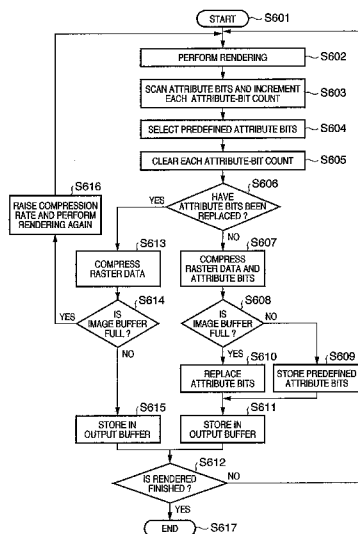 START
S601
PERFORM RENDERING
S602
SCAN ATTRIBUTE BITS AND INCREMENT
EACH ATTRIBUTE-BIT COUNT
S603
SELECT PREDEFINED ATTRIBUTE BITS
S604
CLEAR EACH ATTRIBUTE-BIT COUNT
S605
S616
RAISE COMPRESSION
RATE AND PERFORM
RENDERING AGAIN
S606
HAVE
ATTRIBUTE BITS BEEN
REPLACED ?
YES
NO
S613
COMPRESS
RASTER DATA
S607
COMPRESS
RASTER DATA AND
ATTRIBUTE BITS
S614
IS
IMAGE BUFFER
FULL ?
YES
NO
S608
IS
IMAGE BUFFER
FULL ?
NO
YES
S610
REPLACE
ATTRIBUTE BITS
S609
STORE PREDEFINED
ATTRIBUTE BITS
S615
STORE IN
OUTPUT BUFFER
S611
STORE IN
OUTPUT BUFFER
S612
IS RENDERED
FINISHED ?
NO
YES
END
S617